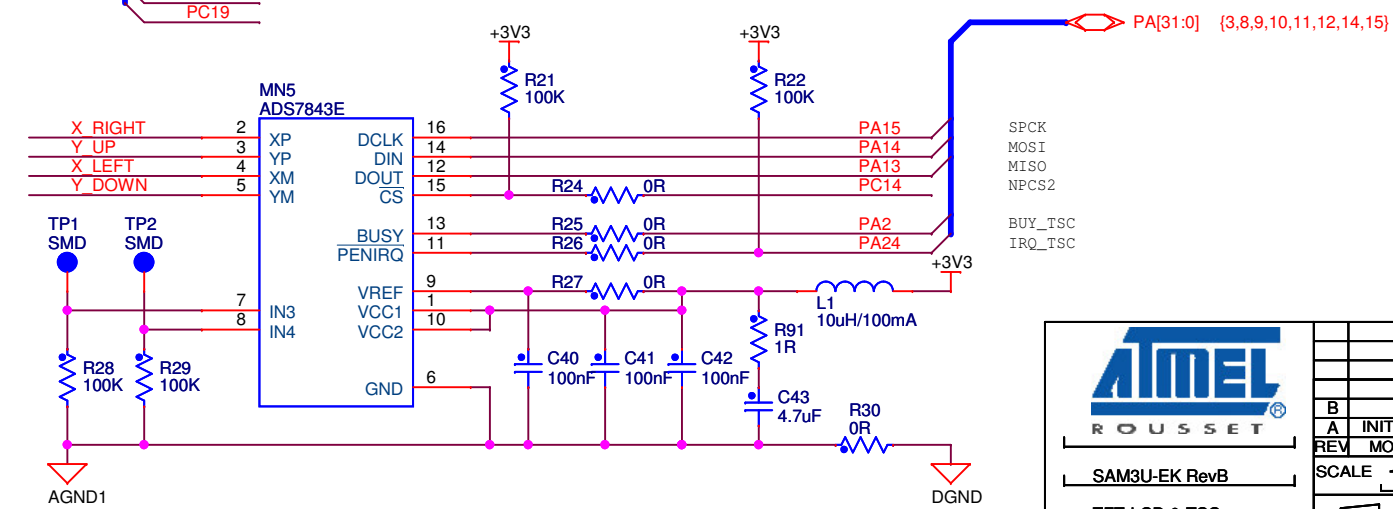 PC19
PA[31:0] {3,8,9,10,11,12,14,15}
+3V3
+3V3
R21
100K
R22
100K
MN5
ADS7843E
X_RIGHT 2 XP DCLK 16 PA15 SPCK
Y_UP 3 YP DIN 14 PA14 MOSI
X_LEFT 4 XM DOUT 12 PA13 MISO
Y_DOWN 5 YM CS 15 R24 0R PC14 NPCS2
TP1
SMD
TP2
SMD
BUSY 13 R25 0R PA2 BUY_TSC
PENIRQ 11 R26 0R PA24 IRQ_TSC
+3V3
VREF 9 R27 0R
L1
10uH/100mA
7 IN3 VCC1 1
8 IN4 VCC2 10
R91
1R
R28
100K
R29
100K
C40
100nF
C41
100nF
C42
100nF
GND 6
C43
4.7uF
R30
0R
AGND1
DGND
ATMEL
®
ROUSSET
SAM3U-EK RevB
B
A INIT
REV MO
SCALE